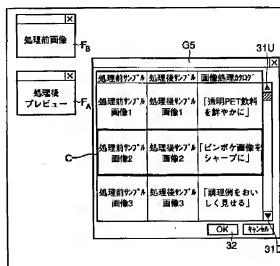 処理前画像
F_B
処理後
プレビュー
F_A
G5
31U
処理前サンプル 処理後サンプル 画像処理カタログ
処理前サンプル
画像1
処理後サンプル
画像1
「透明PET飲料
を鮮やかに」
C
処理前サンプル
画像2
処理後サンプル
画像2
「ピンボケ画像を
シャープに」
処理前サンプル
画像3
処理後サンプル
画像3
「調理例をおい
しく見せる」
OK
キャンセル
32
31D